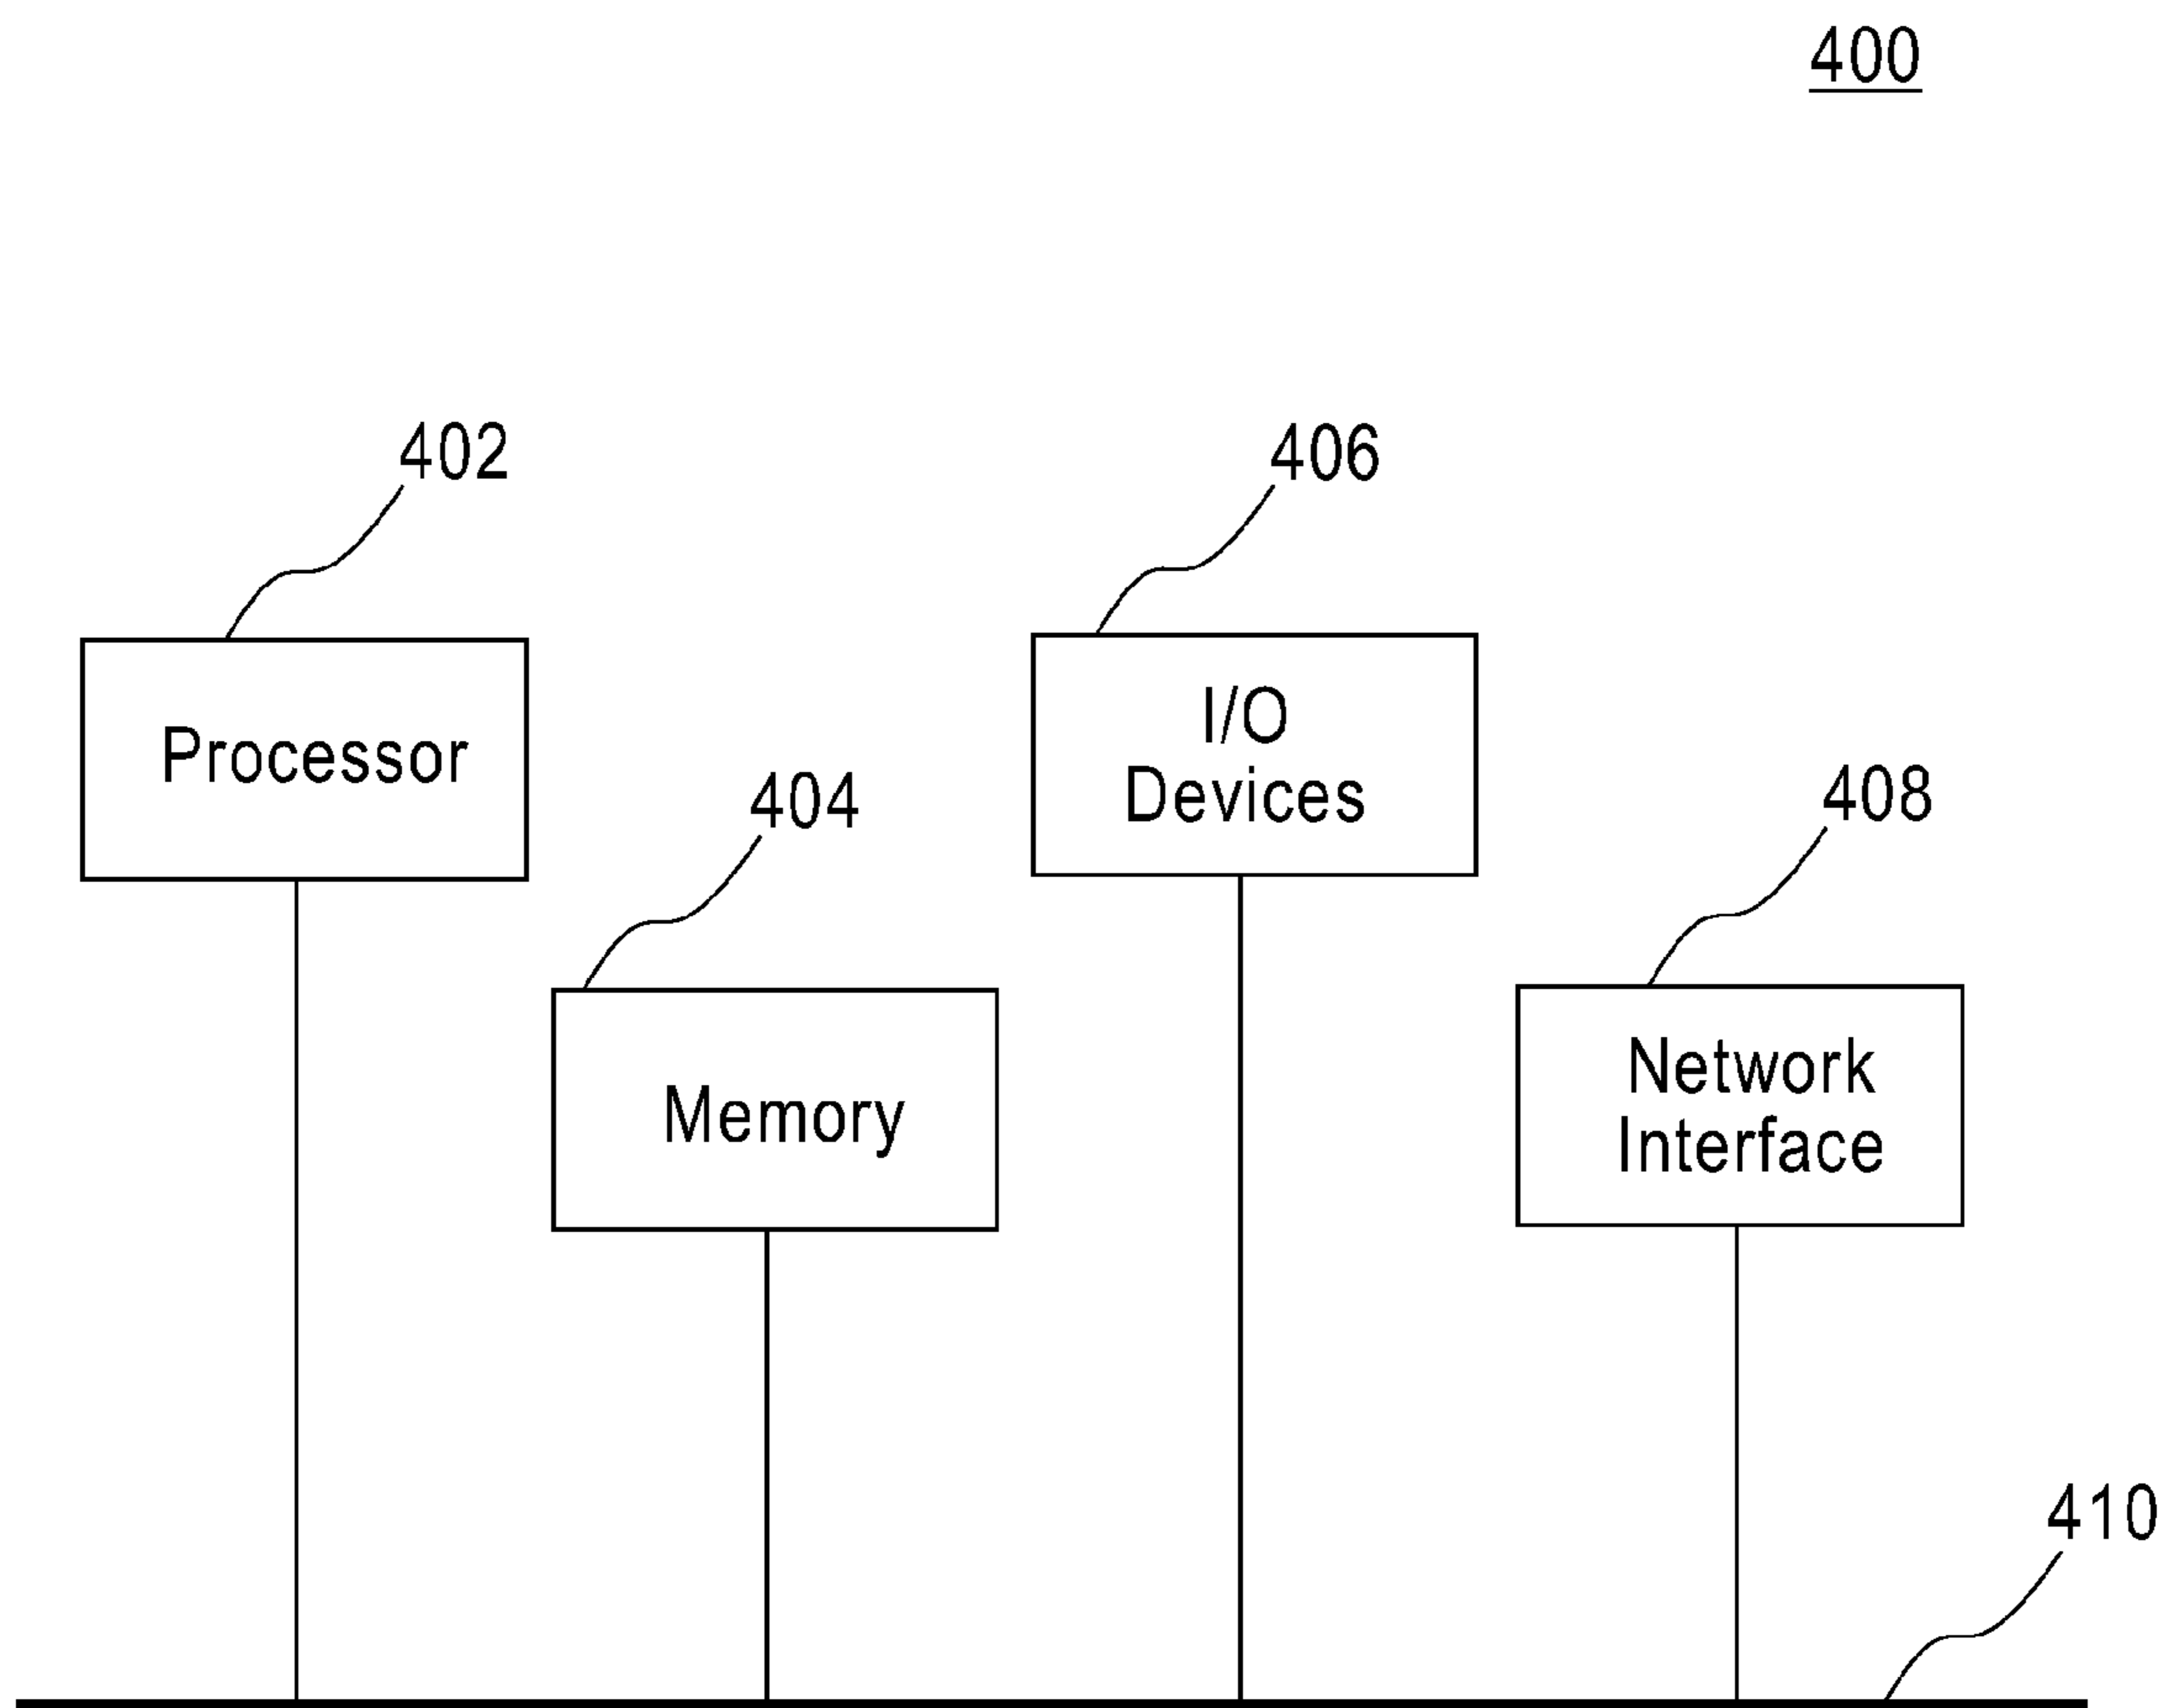 400
402
406
Processor
I/O
Devices
404
408
Memory
Network
Interface
410